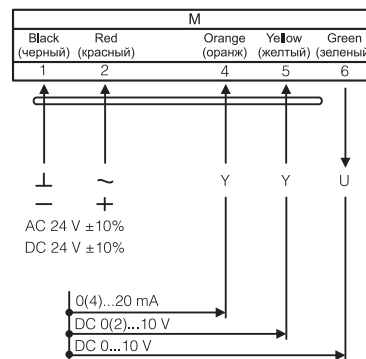 M
Black Red Orange Yellow Green
(черный) (красный) (оранж) (желтый) (зеленый)
1 2 4 5 6
⊥ ~ Y Y U
− +
AC 24 V ±10%
DC 24 V ±10%
0(4)...20 mA
DC 0(2)...10 V
DC 0...10 V